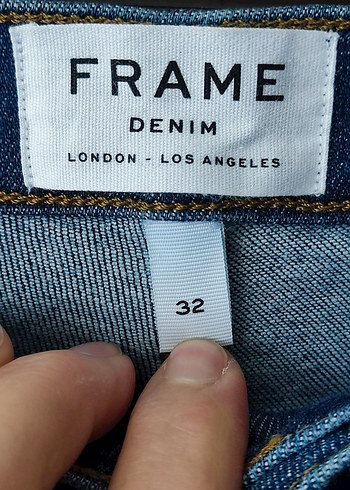 FRAME
DENIM
LONDON - LOS ANGELES
32